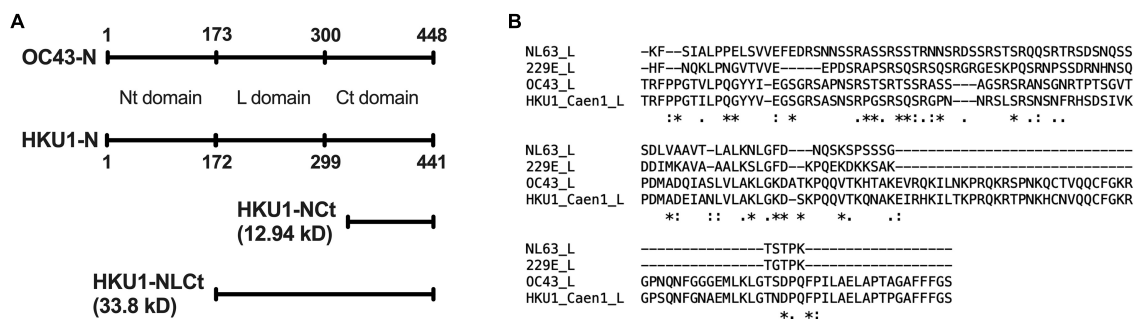 A
1 173 300 448
OC43-N
Nt domain L domain Ct domain
HKU1-N
1 172 299 441
HKU1-NCt
(12.94 kD)
HKU1-NLCt
(33.8 kD)
B
NL63_L -KF--SIALPPELSVVEFEDRSNNSSRASSRSSTRNNSRDSSRSTSRQQSRTRSDSNQSS
229E_L -HF--NQKLPNGVTVVE-----EPDSRAPSRSQSRSQSRGRGESKPQSRNPSSDRNHNSQ
OC43_L TRFPPGTVLPQGYYI-EGSGRSAPNSRSTSRTSSRASS---AGSRSRANSGNRTPTSGVT
HKU1_Caen1_L TRFPPGTILPQGYYV-EGSGRSASNSRPGSRSQSRGPN---NRSLSRSNSNFRHSDSIVK
:* . ** : * .**. **:.:* . * .: ..
NL63_L SDLVAAVT-LALKNLGFD---NQSKSPSSSG-----------------------------
229E_L DDIMKAVA-AALKSLGFD--KPQEKDKKSAK-----------------------------
OC43_L PDMADQIASLVLAKLGKDATKPQQVTKHTAKEVRQKILNKPRQKRSPNKQCTVQQCFGKR
HKU1_Caen1_L PDMADEIANLVLAKLGKD-SKPQQVTKQNAKEIRHKILTKPRQKRTPNKHCNVQQCFGKR
*: :: .* .** * *. .:
NL63_L ----------------TSTPK-------------------
229E_L ----------------TGTPK-------------------
OC43_L GPNQNFGGGEMLKLGTSDPQFPILAELAPTAGAFFFGS
HKU1_Caen1_L GPSQNFGNAEMLKLGTNDPQFPILAELAPTPGAFFFGS
*. *: